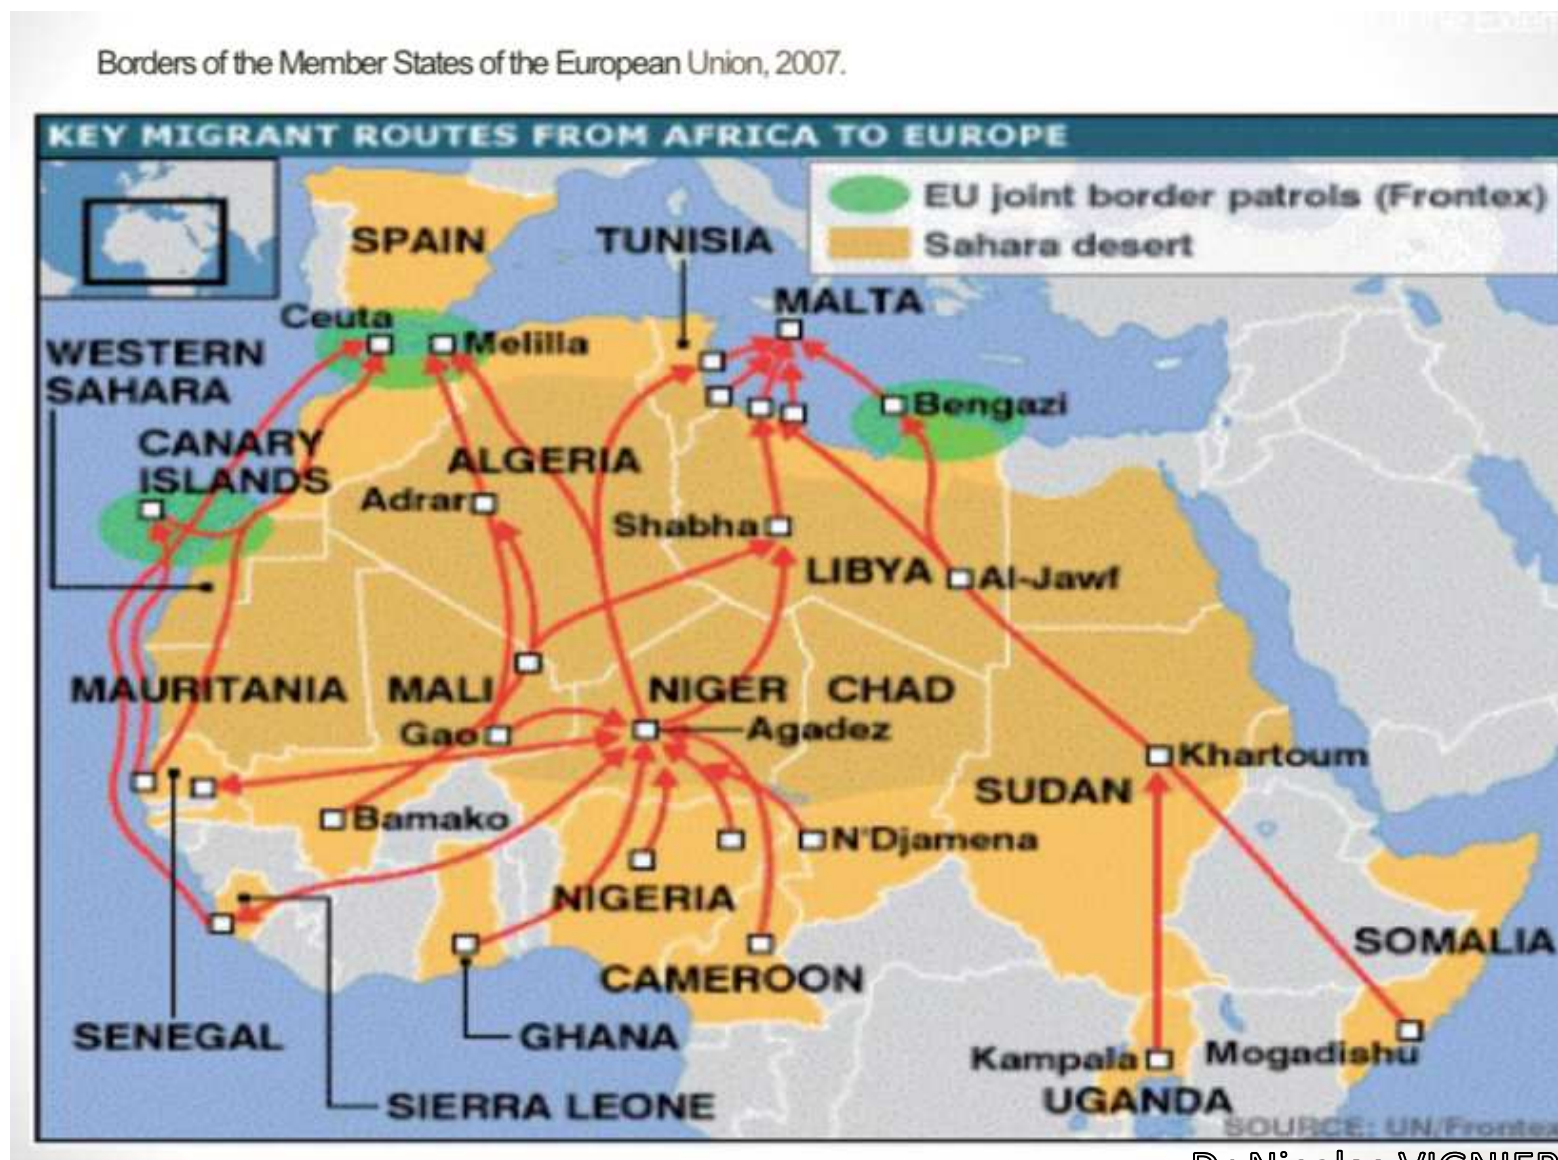 Borders of the Member States of the European Union, 2007.
KEY MIGRANT ROUTES FROM AFRICA TO EUROPE
EU joint border patrols (Frontex)
Sahara desert
SPAIN
TUNISIA
MALTA
Ceuta
Melilla
WESTERN
SAHARA
Bengazi
CANARY
ISLANDS
ALGERIA
Adrar
Shabha
LIBYA
Al-Jawf
MAURITANIA
MALI
NIGER
CHAD
Gao
Agadez
Khartoum
SUDAN
Bamako
N'Djamena
NIGERIA
SOMALIA
CAMEROON
SENEGAL
GHANA
Kampala
Mogadishu
UGANDA
SIERRA LEONE
SOURCE: UN/Frontex